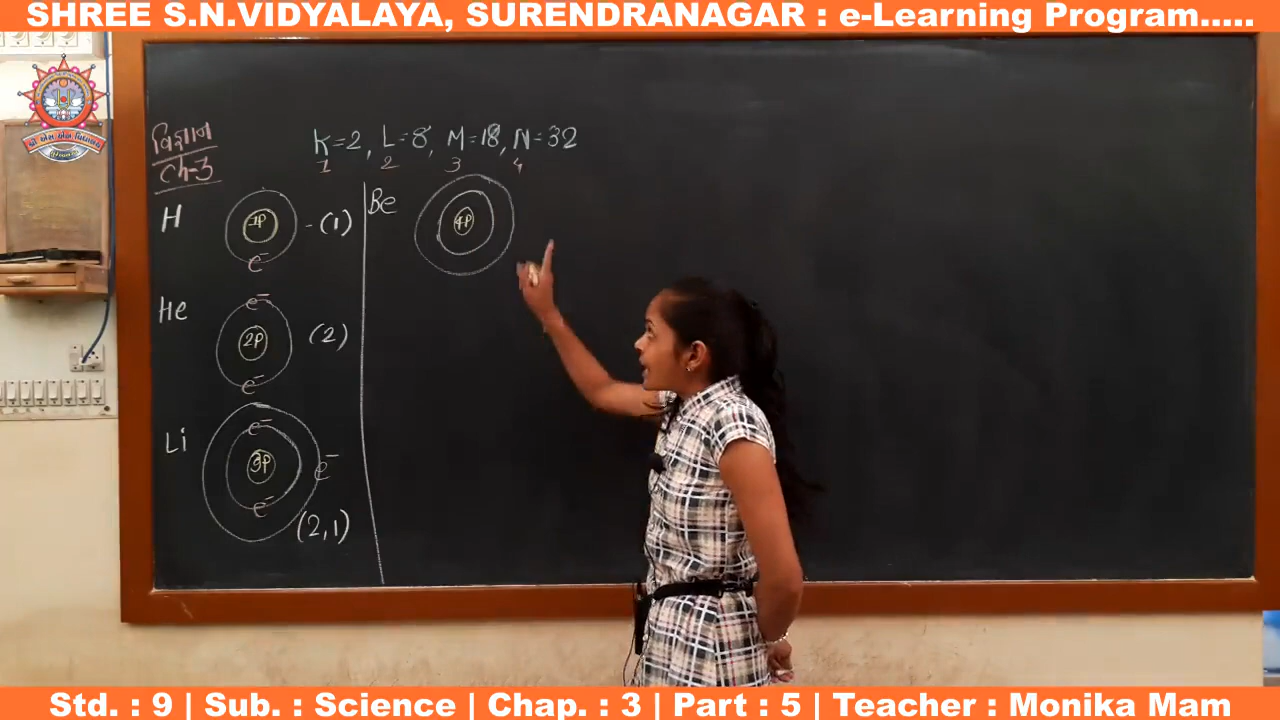 SHREE S.N.VIDYALAYA, SURENDRANAGAR : e-Learning Program.....
વિજ્ઞાન
Ch-3
K=2, L=8, M=18, N=32
1 2 3 4
H
1P
e⁻
(1)
He
e⁻
2P
e⁻
(2)
Li
e⁻
3P
e⁻
e⁻
(2,1)
Be
4P
Std. : 9 | Sub. : Science | Chap. : 3 | Part : 5 | Teacher : Monika Mam